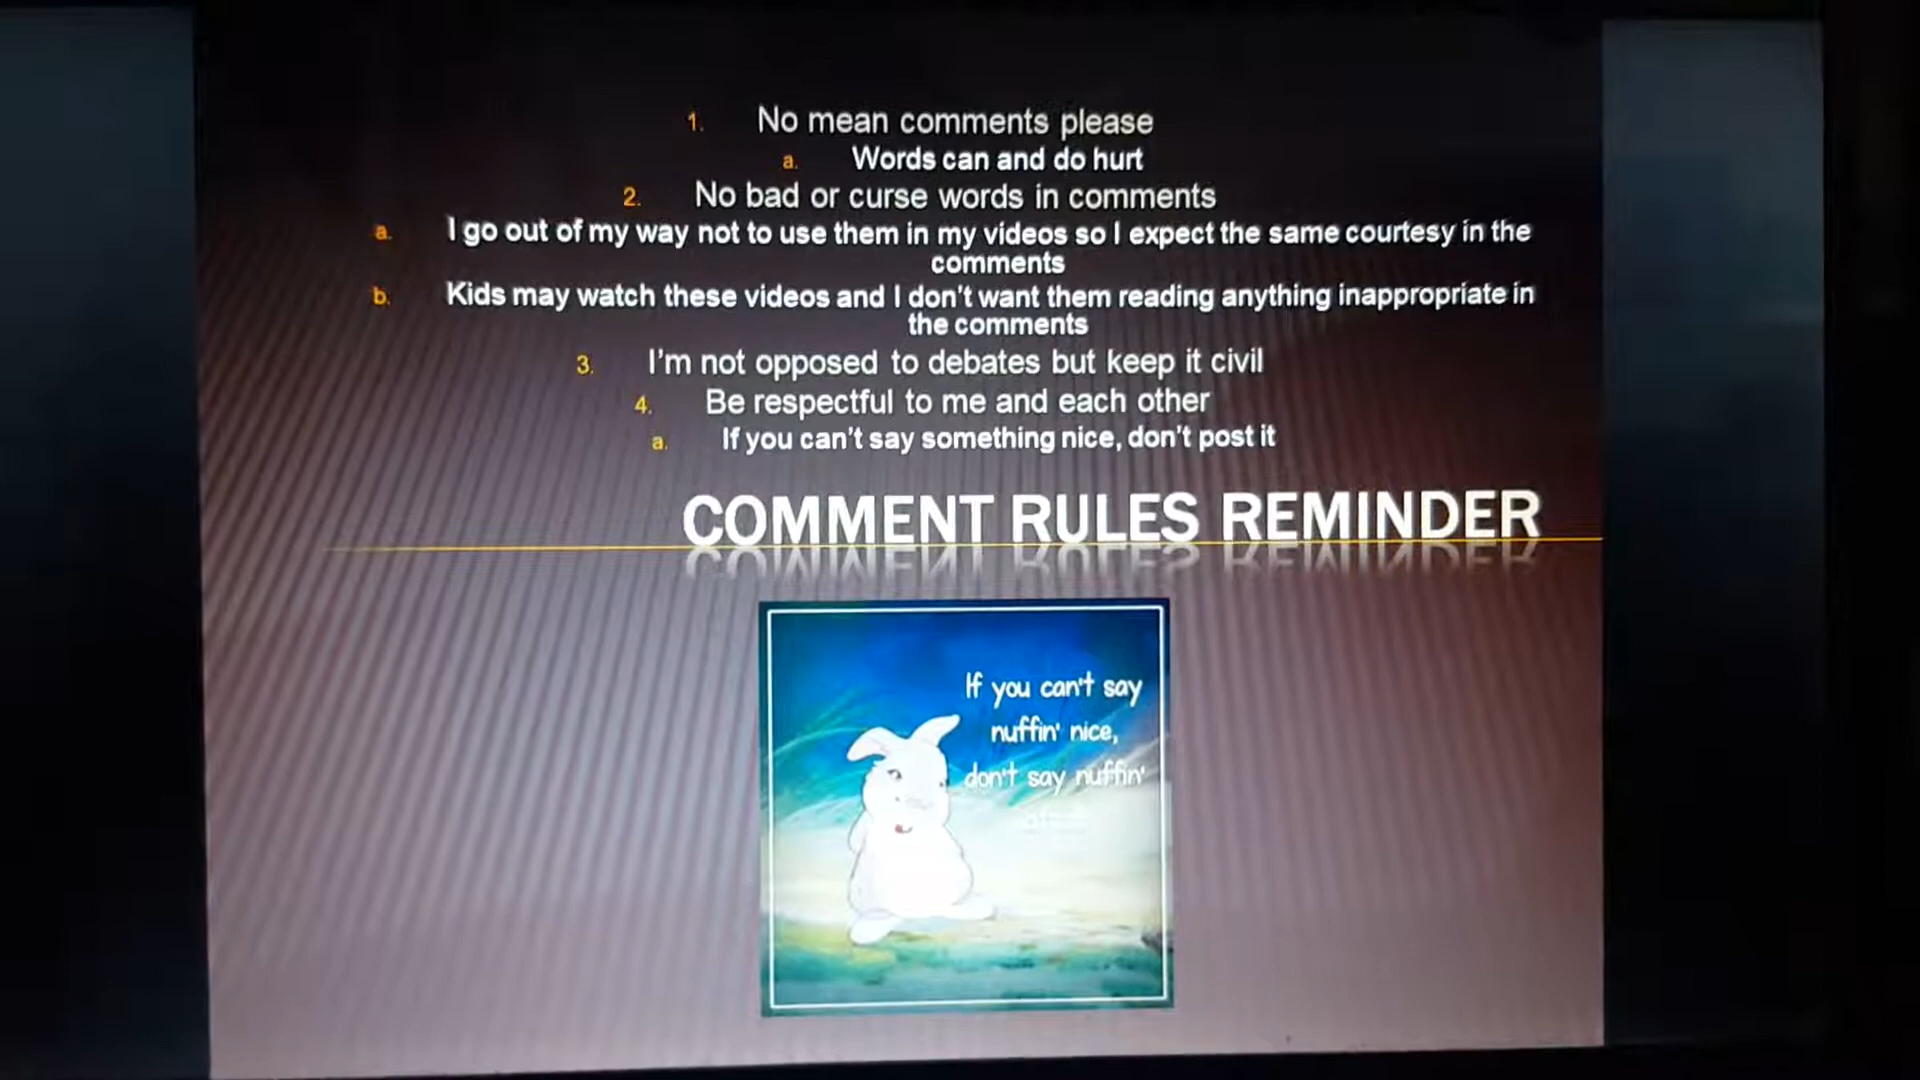 1. No mean comments please
a. Words can and do hurt
2. No bad or curse words in comments
a. I go out of my way not to use them in my videos so I expect the same courtesy in the
comments
b. Kids may watch these videos and I don't want them reading anything inappropriate in
the comments
3. I'm not opposed to debates but keep it civil
4. Be respectful to me and each other
a. If you can't say something nice, don't post it
COMMENT RULES REMINDER
If you can't say
nuffin' nice,
don't say nuffin'